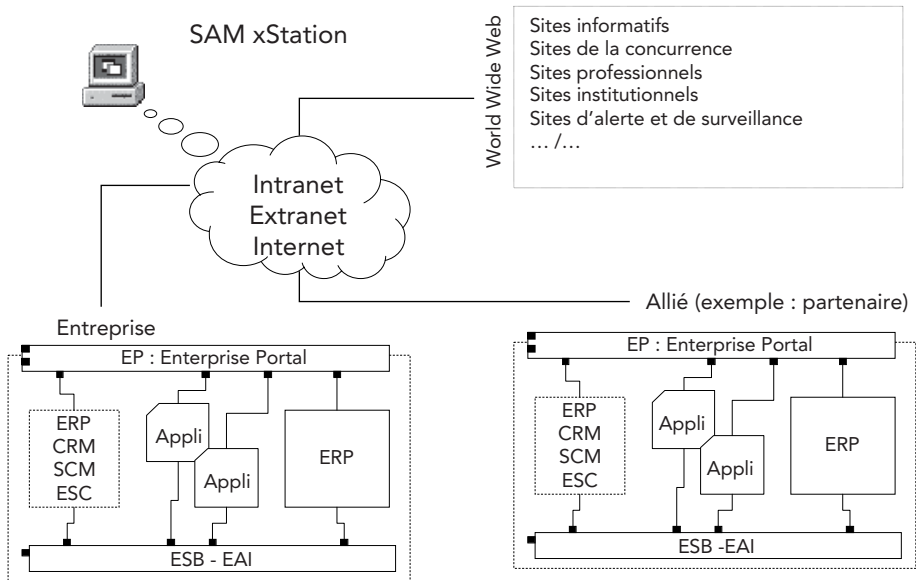 SAM xStation
World Wide Web
Sites informatifs
Sites de la concurrence
Sites professionnels
Sites institutionnels
Sites d’alerte et de surveillance
… /…
Intranet
Extranet
Internet
Entreprise
EP : Enterprise Portal
ERP
CRM
SCM
ESC
Appli
Appli
ERP
ESB - EAI
Allié (exemple : partenaire)
EP : Enterprise Portal
ERP
CRM
SCM
ESC
Appli
Appli
ERP
ESB -EAI